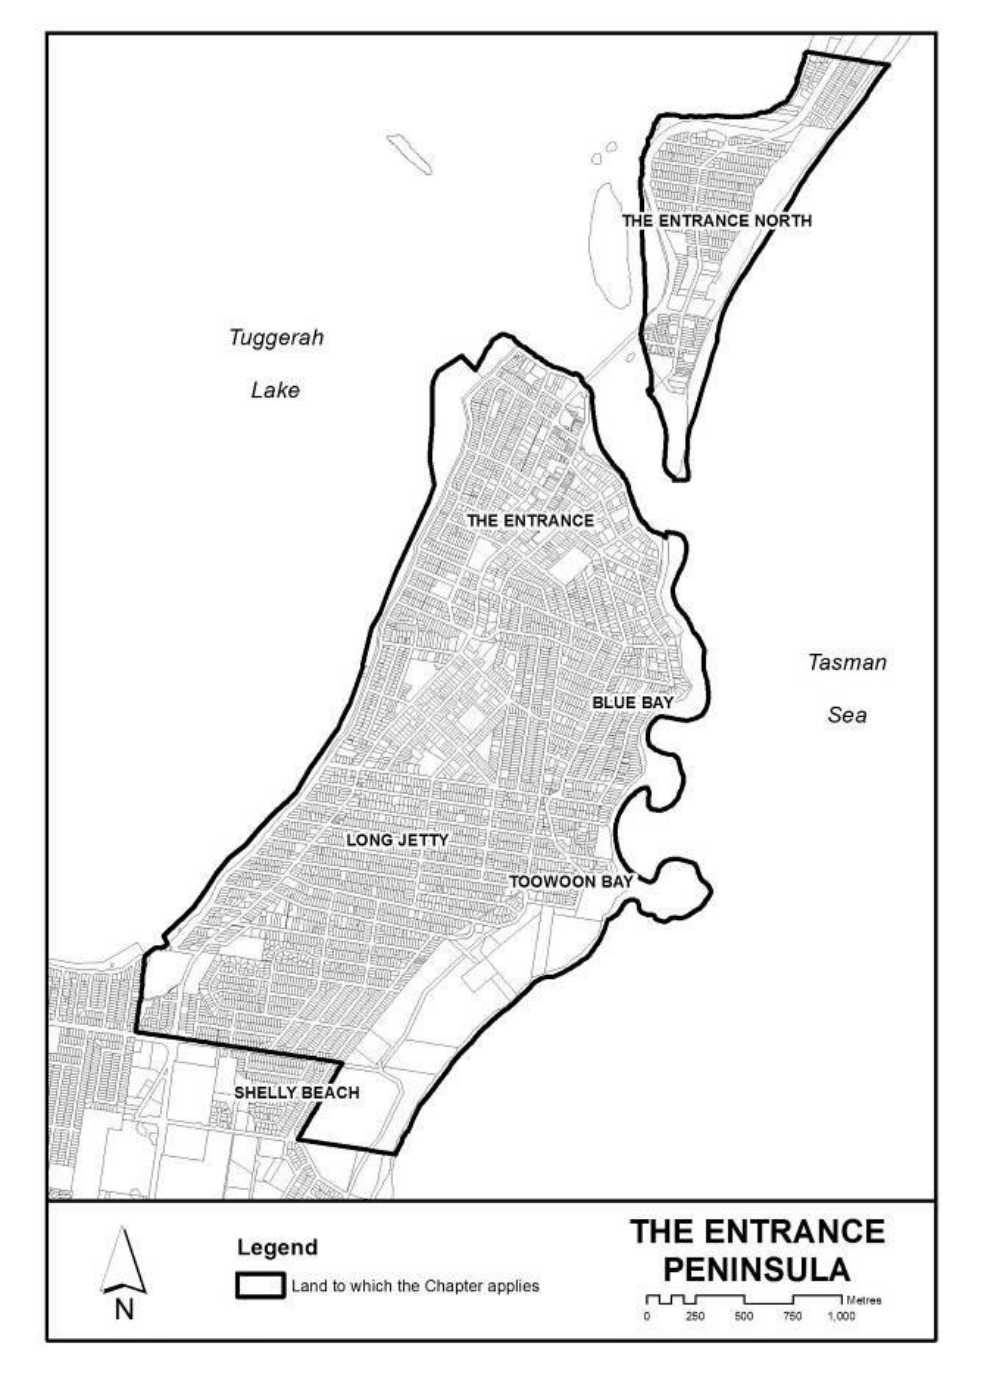 THE ENTRANCE NORTH
Tuggerah
Lake
THE ENTRANCE
Tasman
Sea
BLUE BAY
LONG JETTY
TOOWOON BAY
SHELLY BEACH
N
Legend
Land to which the Chapter applies
THE ENTRANCE
PENINSULA
Metres
0 250 500 750 1,000